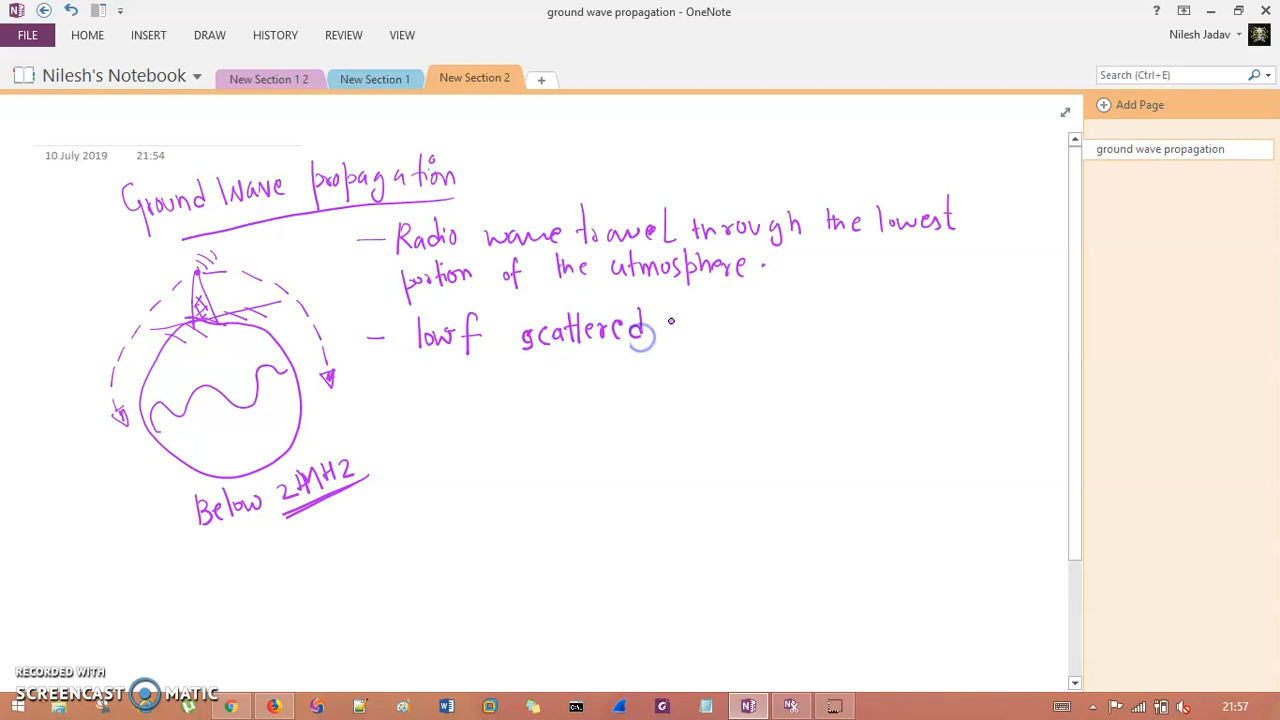 ground wave propagation - OneNote
FILE HOME INSERT DRAW HISTORY REVIEW VIEW
Nilesh Jadav
Nilesh's Notebook New Section 1 2 New Section 1 New Section 2
Search (Ctrl+E)
Add Page
ground wave propagation
10 July 2019 21:54
Ground Wave propagation
— Radio wave travel through the lowest
portion of the atmosphere.
- low f scattered
Below 2MHz
RECORDED WITH
SCREENCAST MATIC
21:57